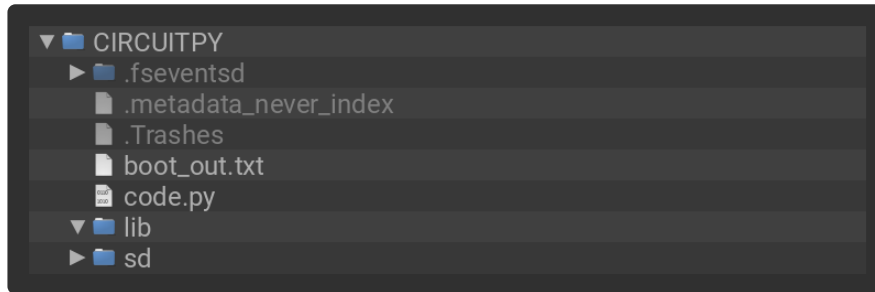 CIRCUITPY
.fseventsd
.metadata_never_index
.Trashes
boot_out.txt
code.py
lib
sd